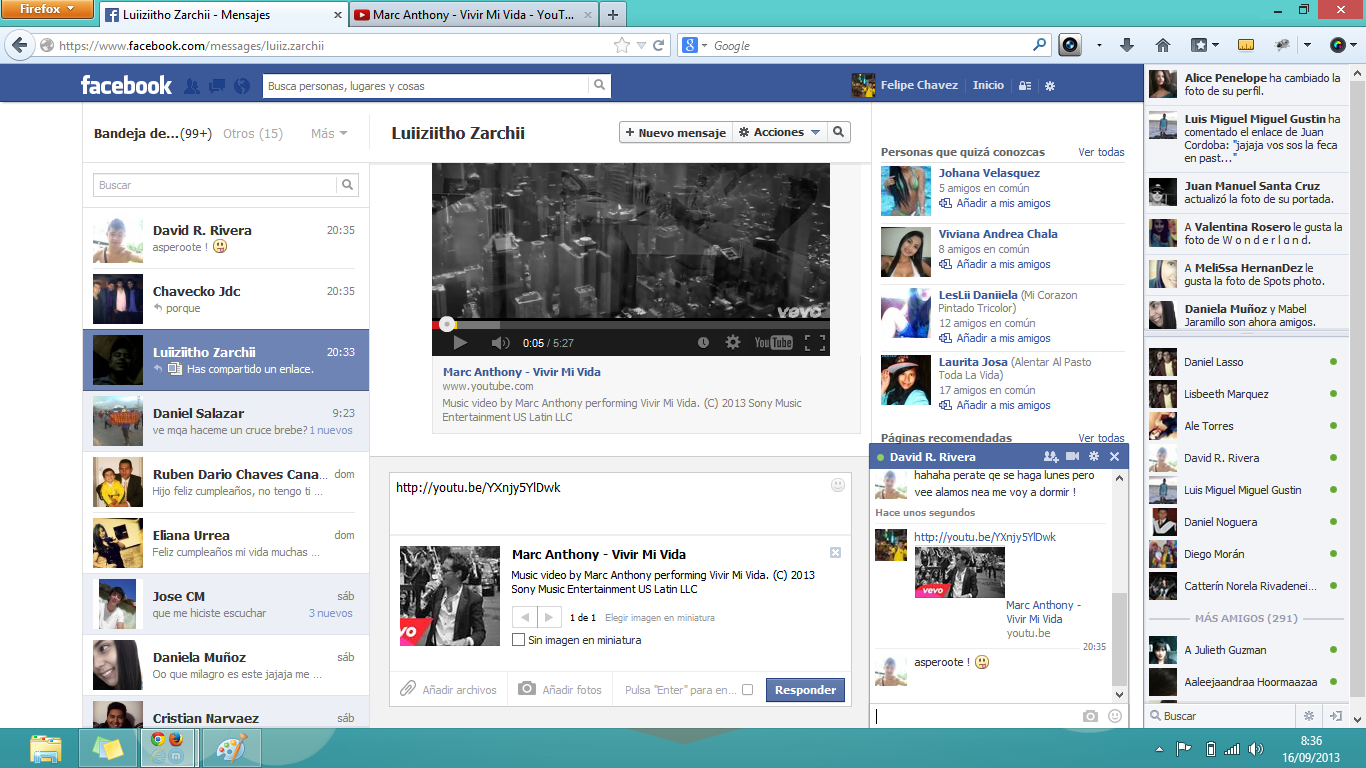 Firefox
Luiiziitho Zarchii - Mensajes
Marc Anthony - Vivir Mi Vida - YouT...
https://www.facebook.com/messages/luiiz.zarchii
Google
facebook
Busca personas, lugares y cosas
Felipe Chavez
Inicio
Bandeja de...(99+)
Otros (15)
Más
Buscar
David R. Rivera 20:35
asperoote !
Chavecko Jdc 20:35
porque
Luiiziitho Zarchii 20:33
Has compartido un enlace.
Daniel Salazar 9:23
ve mqa haceme un cruce brebe? 1 nuevos
Ruben Dario Chaves Cana... dom
Hijo feliz cumpleaños, no tengo ti ...
Eliana Urrea dom
Feliz cumpleaños mi vida muchas ...
Jose CM sáb
que me hiciste escuchar 3 nuevos
Daniela Muñoz sáb
Oo que milagro es este jajaja me ...
Cristian Narvaez sáb
Luiiziitho Zarchii
+ Nuevo mensaje
Acciones
vevo
0:05 / 5:27
YouTube
Marc Anthony - Vivir Mi Vida
www.youtube.com
Music video by Marc Anthony performing Vivir Mi Vida. (C) 2013 Sony Music
Entertainment US Latin LLC
http://youtu.be/YXnjy5YlDwk
Marc Anthony - Vivir Mi Vida
Music video by Marc Anthony performing Vivir Mi Vida. (C) 2013
Sony Music Entertainment US Latin LLC
1 de 1 Elegir imagen en miniatura
Sin imagen en miniatura
Añadir archivos
Añadir fotos
Pulsa "Enter" para en...
Responder
Personas que quizá conozcas Ver todas
Johana Velasquez
5 amigos en común
Añadir a mis amigos
Viviana Andrea Chala
8 amigos en común
Añadir a mis amigos
LesLii Daniiela (Mi Corazon
Pintado Tricolor)
12 amigos en común
Añadir a mis amigos
Laurita Josa (Alentar Al Pasto
Toda La Vida)
17 amigos en común
Añadir a mis amigos
Páginas recomendadas Ver todas
David R. Rivera
hahaha perate qe se haga lunes pero
vee alamos nea me voy a dormir !
Hace unos segundos
http://youtu.be/YXnjy5YlDwk
vevo
Marc Anthony -
Vivir Mi Vida
youtu.be
20:35
asperoote !
Alice Penelope ha cambiado la
foto de su perfil.
Luis Miguel Miguel Gustin ha
comentado el enlace de Juan
Cordoba: "jajaja vos sos la feca
en past..."
Juan Manuel Santa Cruz
actualizó la foto de su portada.
A Valentina Rosero le gusta la
foto de W o n d e r l a n d.
A MeliSsa HernanDez le
gusta la foto de Spots photo.
Daniela Muñoz y Mabel
Jaramillo son ahora amigos.
Daniel Lasso
Lisbeeth Marquez
Ale Torres
David R. Rivera
Luis Miguel Miguel Gustin
Daniel Noguera
Diego Morán
Catterín Norela Rivadenei...
MÁS AMIGOS (291)
A Julieth Guzman
Aaleejaandraa Hoormaazaa
Buscar
8:36
16/09/2013